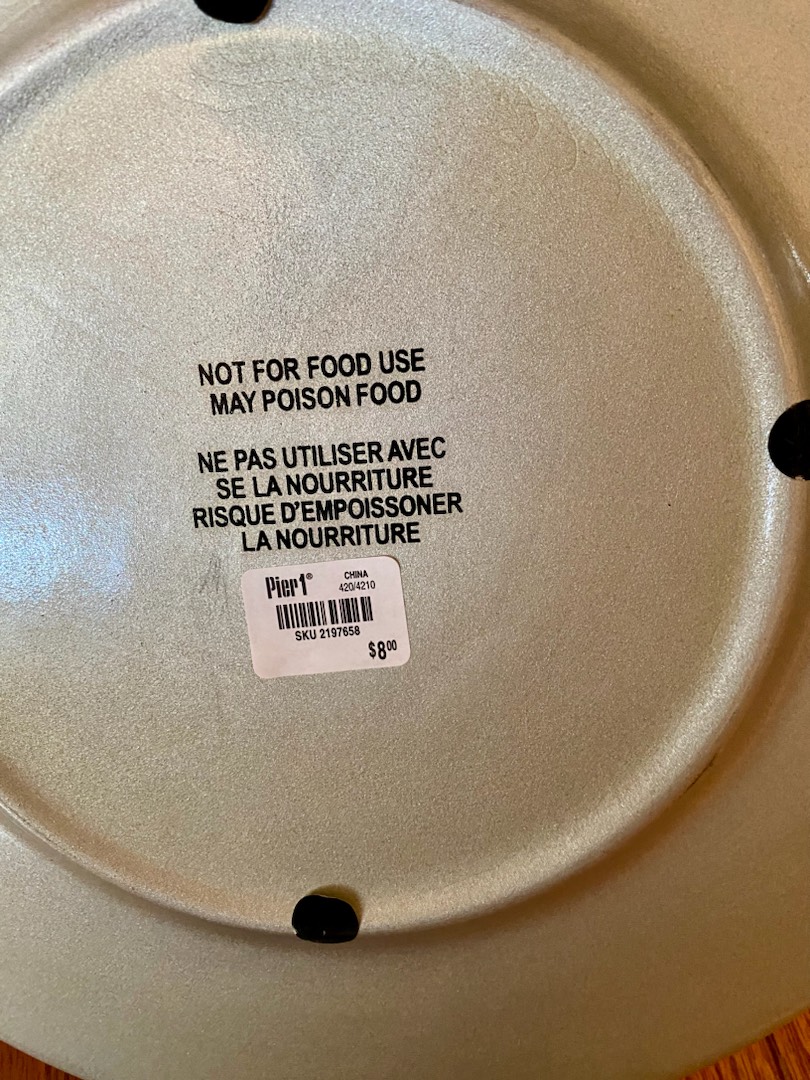 NOT FOR FOOD USE
MAY POISON FOOD
NE PAS UTILISER AVEC
SE LA NOURRITURE
RISQUE D'EMPOISSONER
LA NOURRITURE
Pier1® CHINA
420/4210
SKU 2197658
$8.00